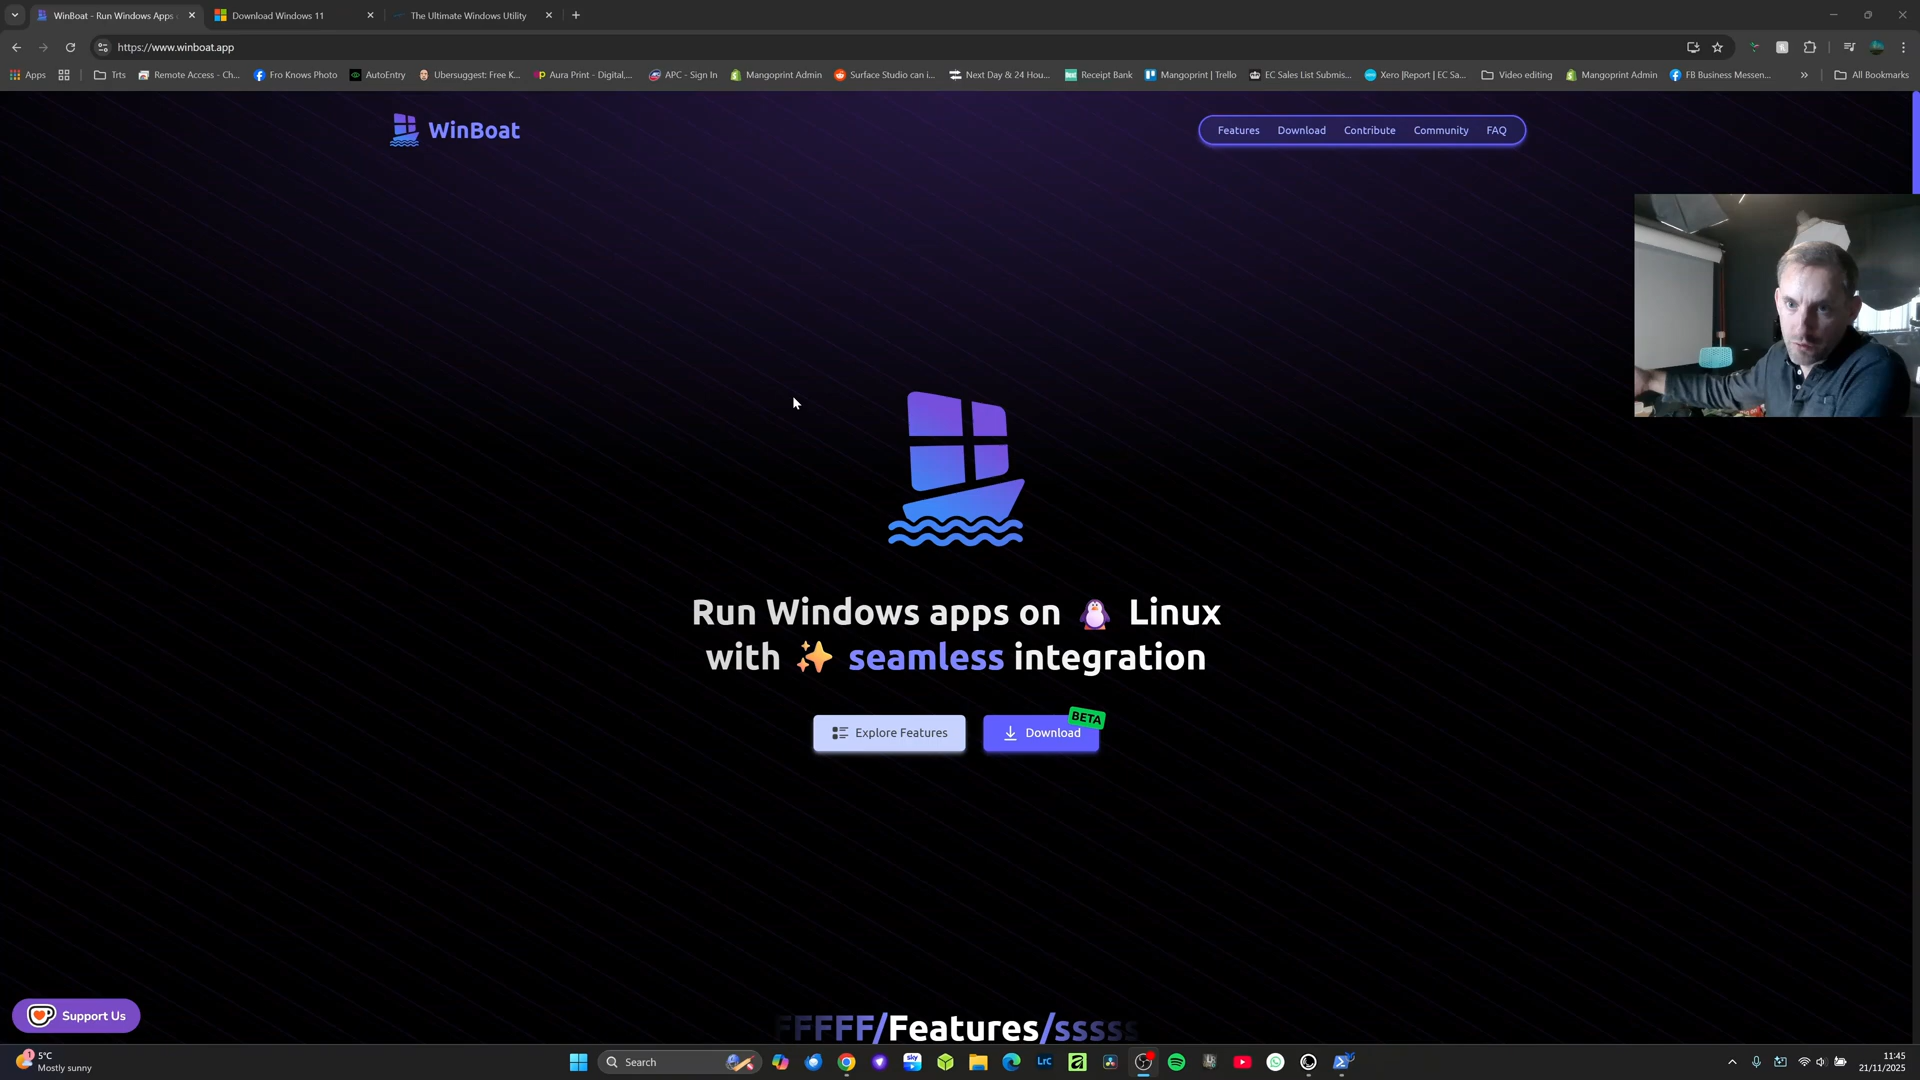 WinBoat - Run Windows Apps
Download Windows 11
The Ultimate Windows Utility
https://www.winboat.app
Apps
Trts
Remote Access - Ch...
Fro Knows Photo
AutoEntry
Ubersuggest: Free K...
Aura Print - Digital,...
APC - Sign In
Mangoprint Admin
Surface Studio can i...
Next Day & 24 Hou...
Receipt Bank
Mangoprint | Trello
EC Sales List Submis...
Xero |Report | EC Sa...
Video editing
Mangoprint Admin
FB Business Messen...
All Bookmarks
WinBoat
Features
Download
Contribute
Community
FAQ
Run Windows apps on Linux
with seamless integration
Explore Features
Download
BETA
FFFFF/Features/sssss
Support Us
5°C
Mostly sunny
Search
sky
LrC
11:45
21/11/2025